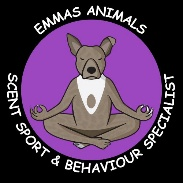 EMMAS ANIMALS
SCENT SPORT & BEHAVIOUR SPECIALIST